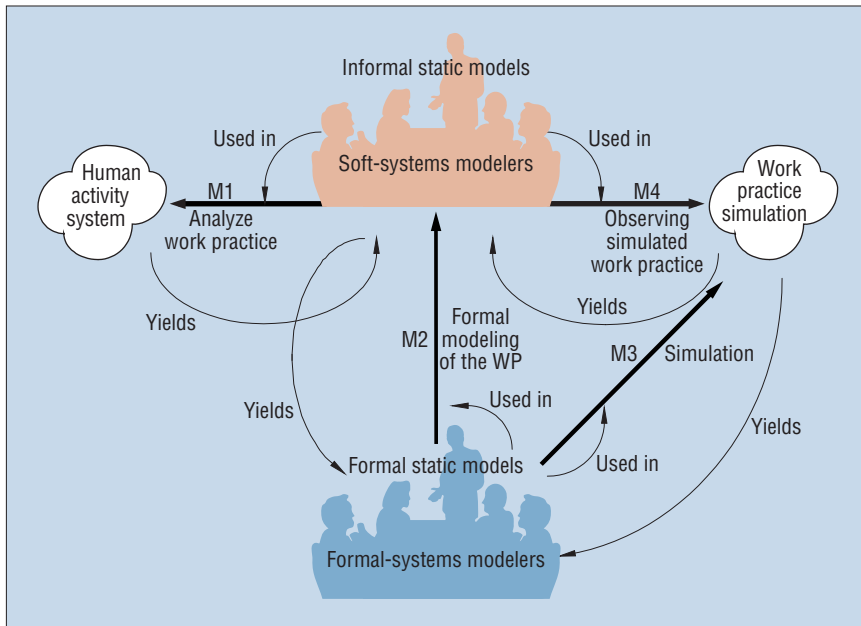 Informal static models
Used in
Used in
Human
activity
system
Soft-systems modelers
Work
practice
simulation
M1
Analyze
work practice
M4
Observing
simulated
work practice
Yields
Yields
M2
Formal
modeling
of the WP
M3
Simulation
Yields
Used in
Yields
Formal static models
Used in
Formal-systems modelers